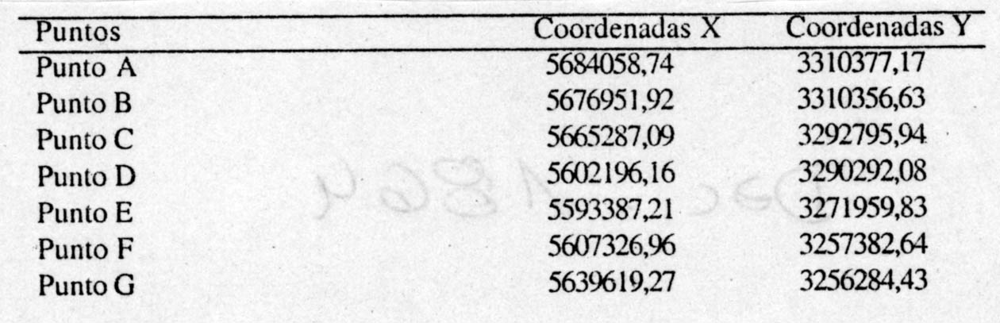 Puntos Coordenadas X Coordenadas Y
Punto A 5684058,74 3310377,17
Punto B 5676951,92 3310356,63
Punto C 5665287,09 3292795,94
Punto D 5602196,16 3290292,08
Punto E 5593387,21 3271959,83
Punto F 5607326,96 3257382,64
Punto G 5639619,27 3256284,43